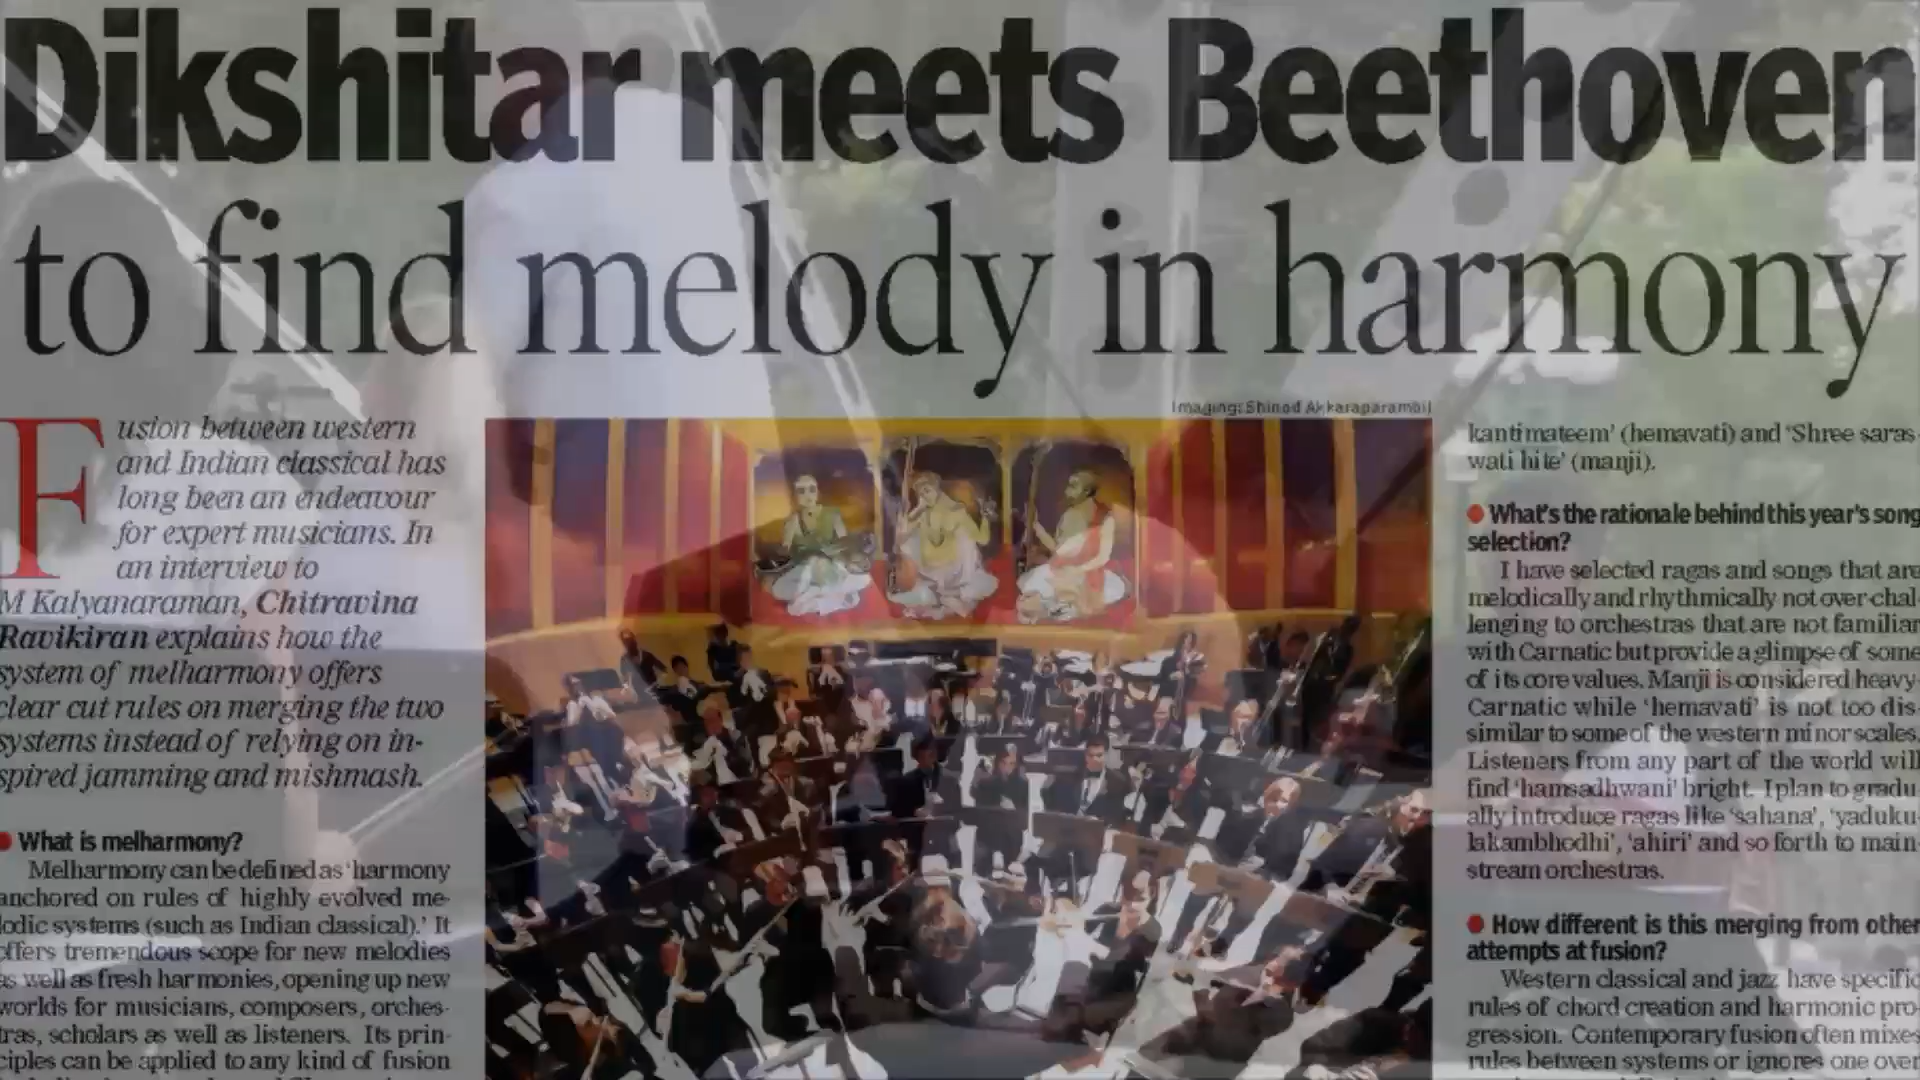 Dikshitar meets Beethoven
to find melody in harmony
Fusion between western
and Indian classical has
long been an endeavour
for expert musicians. In
an interview to
M Kalyanaraman, Chitravina
Ravikiran explains how the
system of melharmony offers
clear cut rules on merging the two
systems instead of relying on in-
spired jamming and mishmash.
What is melharmony?
Melharmony can be defined as 'harmony
anchored on rules of highly evolved me-
lodic systems (such as Indian classical).' It
offers tremendous scope for new melodies
as well as fresh harmonies, opening up new
worlds for musicians, composers, orches-
tras, scholars as well as listeners. Its prin-
ciples can be applied to any kind of fusion
Imaging: Shinod Akkaraparambil
kantimateem' (hemavati) and 'Shree saras-
wati hite' (manji).
What's the rationale behind this year's song
selection?
I have selected ragas and songs that are
melodically and rhythmically not over-chal-
lenging to orchestras that are not familiar
with Carnatic but provide a glimpse of some
of its core values. Manji is considered heavy-
Carnatic while 'hemavati' is not too dis-
similar to some of the western minor scales.
Listeners from any part of the world will
find 'hamsadhwani' bright. I plan to gradu-
ally introduce ragas like 'sahana', 'yaduku-
lakambhodhi', 'ahiri' and so forth to main-
stream orchestras.
How different is this merging from other
attempts at fusion?
Western classical and jazz have specific
rules of chord creation and harmonic pro-
gression. Contemporary fusion often mixes
rules between systems or ignores one over